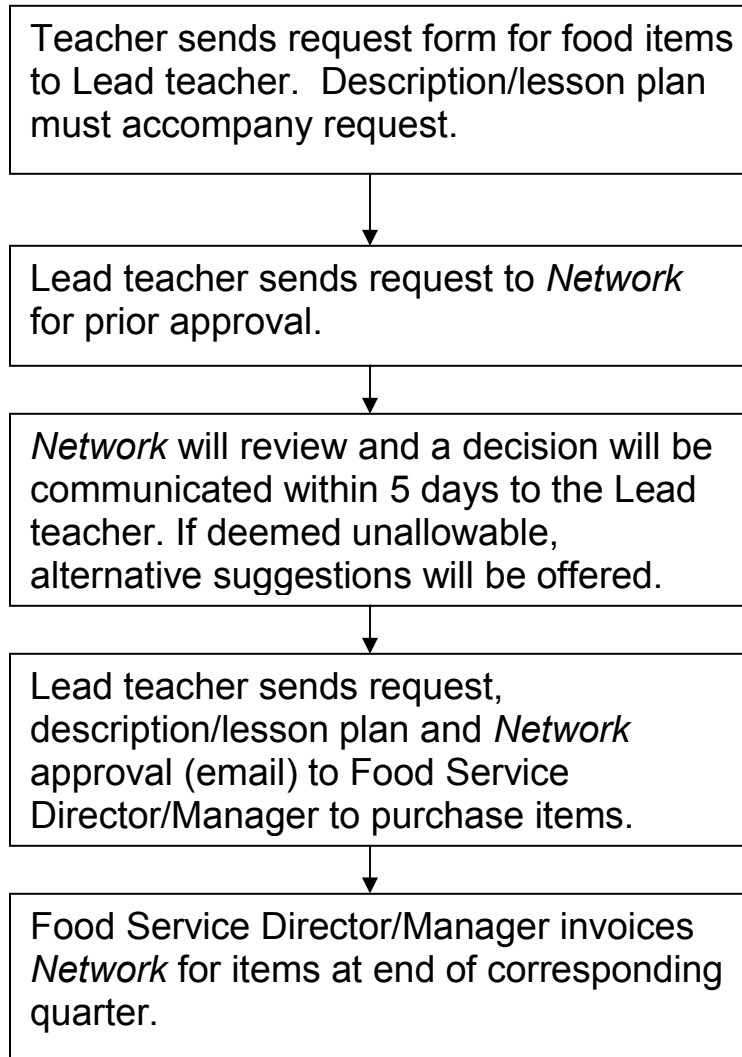 Teacher sends request form for food items
to Lead teacher.  Description/lesson plan
must accompany request.
Lead teacher sends request to Network
for prior approval.
Network will review and a decision will be
communicated within 5 days to the Lead
teacher. If deemed unallowable,
alternative suggestions will be offered.
Lead teacher sends request,
description/lesson plan and Network
approval (email) to Food Service
Director/Manager to purchase items.
Food Service Director/Manager invoices
Network for items at end of corresponding
quarter.